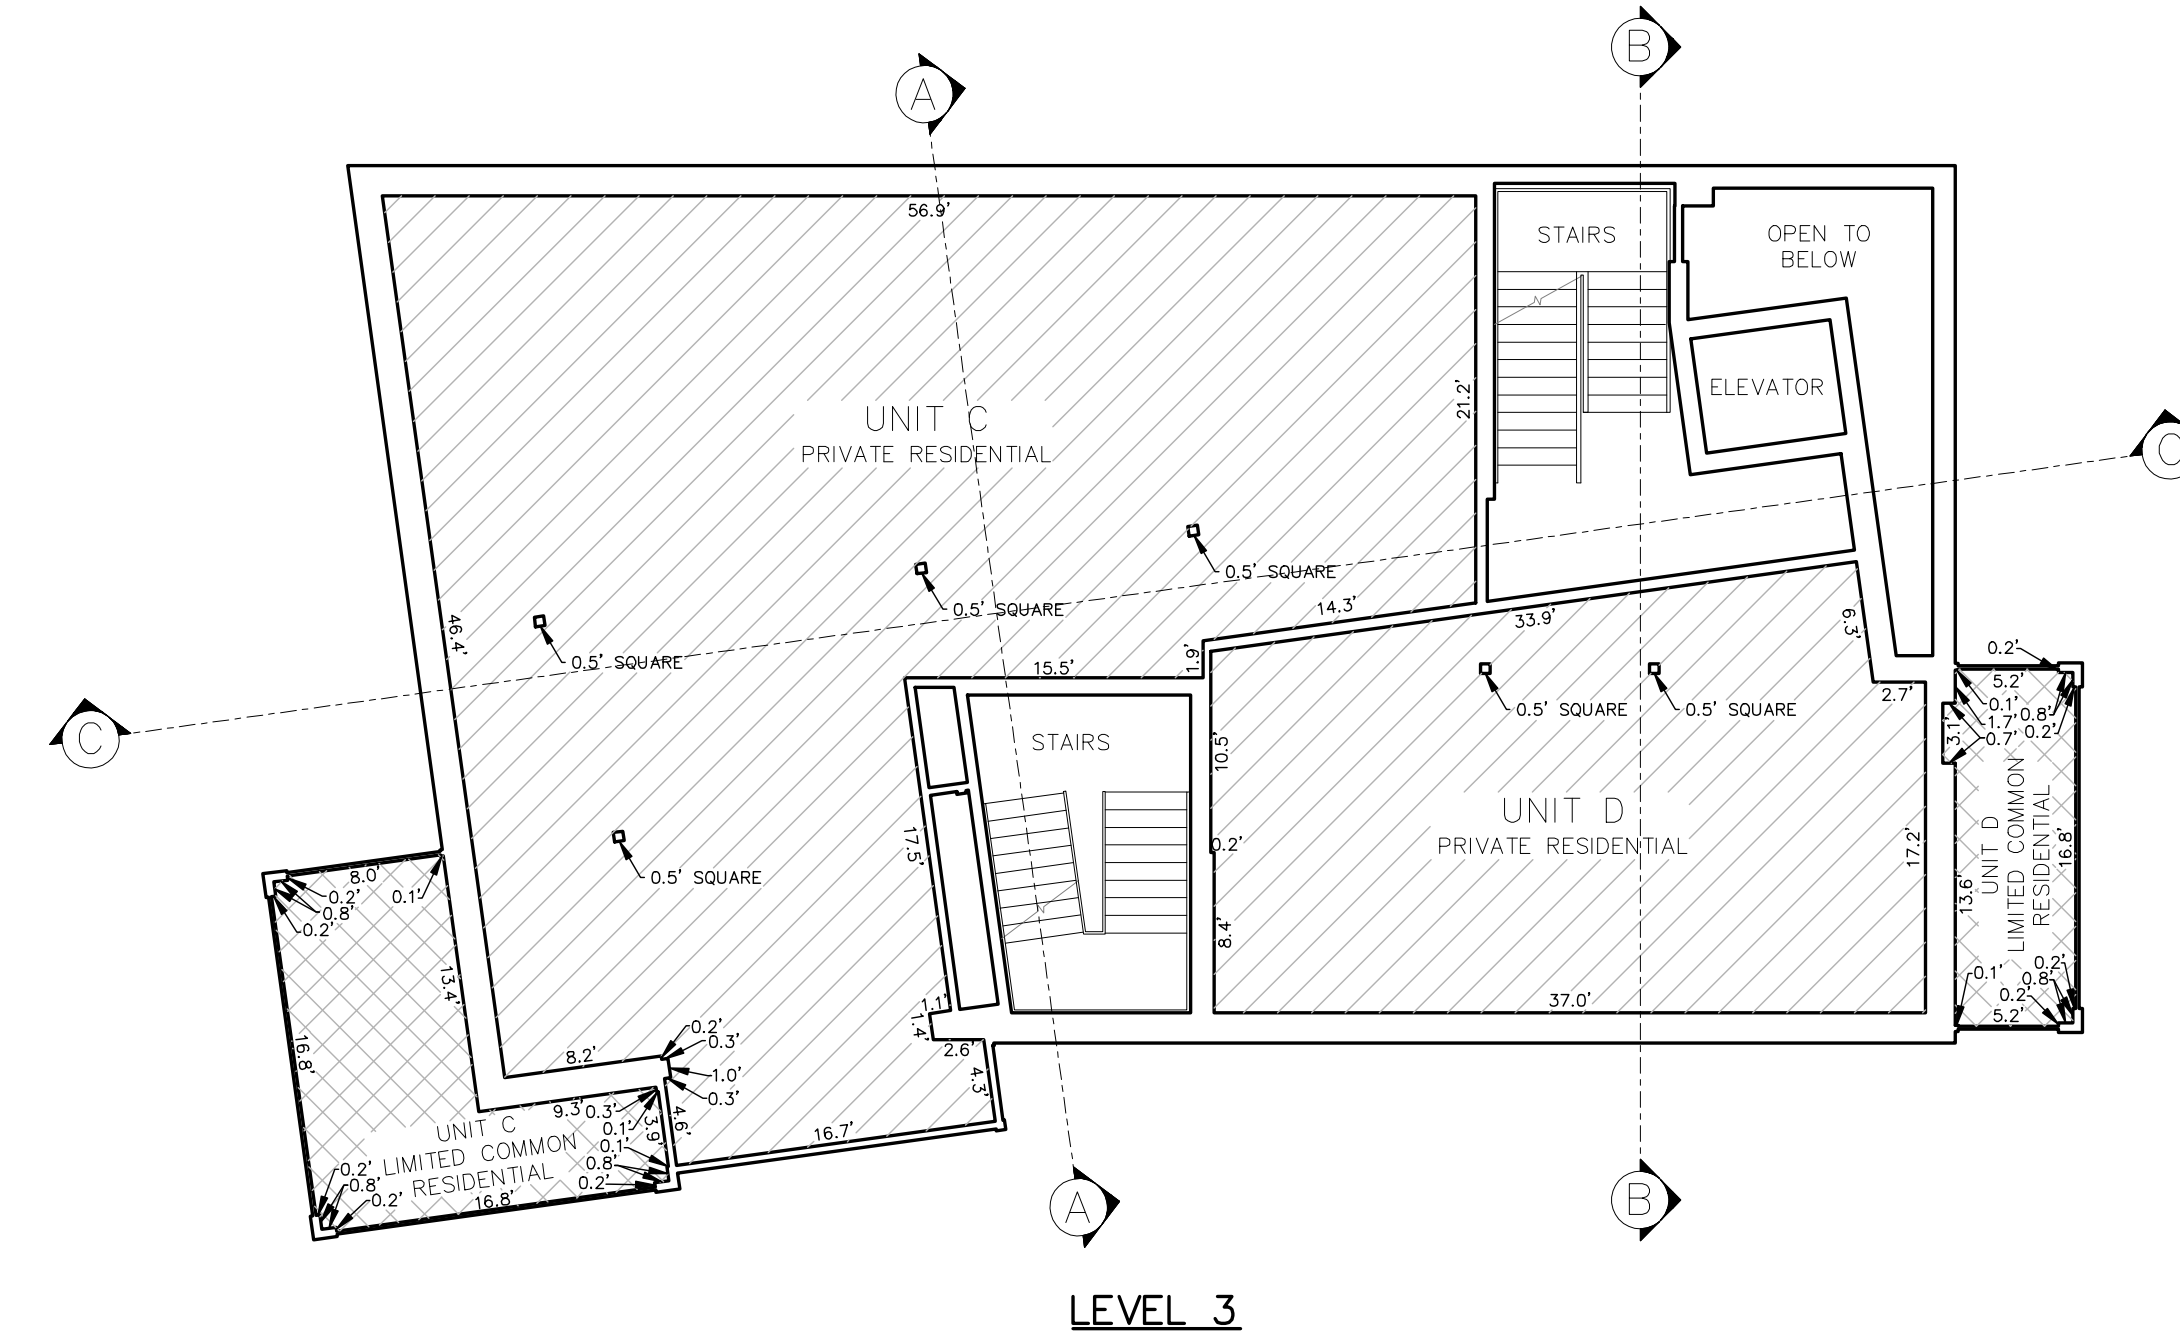 B
A
56.9'
STAIRS
OPEN TO
BELOW
21.2'
ELEVATOR
UNIT C
PRIVATE RESIDENTIAL
C
0.5' SQUARE
0.5' SQUARE
14.3'
33.9'
6.3'
46.4'
0.5' SQUARE
15.5'
1.9'
0.2'
5.2'
2.7'
0.1'
0.8'
1.7'
0.2'
0.7'
3.1'
0.5' SQUARE
0.5' SQUARE
C
STAIRS
10.5'
UNIT D
PRIVATE RESIDENTIAL
0.2'
17.5'
17.2'
16.8'
13.6'
UNIT D
LIMITED COMMON
RESIDENTIAL
0.5' SQUARE
8.0'
0.2'
0.1'
0.8'
0.2'
8.4'
13.4'
0.1'
0.2'
0.8'
0.2'
5.2'
37.0'
1.1'
1.4'
2.6'
4.3'
16.8'
8.2'
0.2'
0.3'
1.0'
0.3'
9.3'
0.3'
0.1'
3.9'
4.6'
16.7'
UNIT C
LIMITED COMMON
RESIDENTIAL
0.1'
0.8'
0.2'
0.2'
0.8'
0.2'
16.8'
A
B
LEVEL 3